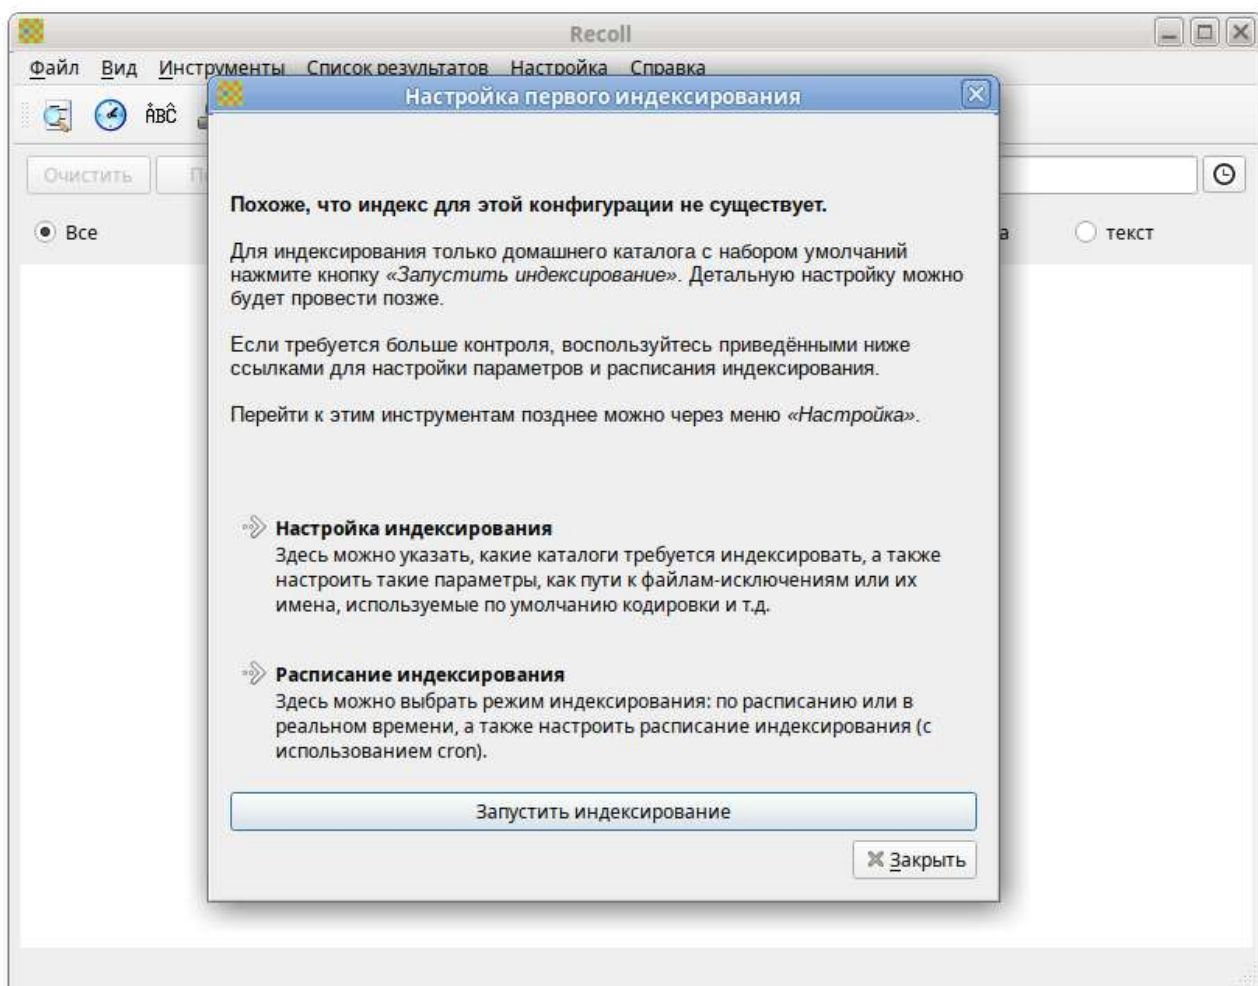 Recoll
Файл Вид Инструменты Список результатов Настройка Справка
Настройка первого индексирования
ÅBĈ
Очистить
Все
текст
Похоже, что индекс для этой конфигурации не существует.
Для индексирования только домашнего каталога с набором умолчаний
нажмите кнопку «Запустить индексирование». Детальную настройку можно
будет провести позже.
Если требуется больше контроля, воспользуйтесь приведёнными ниже
ссылками для настройки параметров и расписания индексирования.
Перейти к этим инструментам позднее можно через меню «Настройка».
Настройка индексирования
Здесь можно указать, какие каталоги требуется индексировать, а также
настроить такие параметры, как пути к файлам-исключениям или их
имена, используемые по умолчанию кодировки и т.д.
Расписание индексирования
Здесь можно выбрать режим индексирования: по расписанию или в
реальном времени, а также настроить расписание индексирования (с
использованием cron).
Запустить индексирование
Закрыть